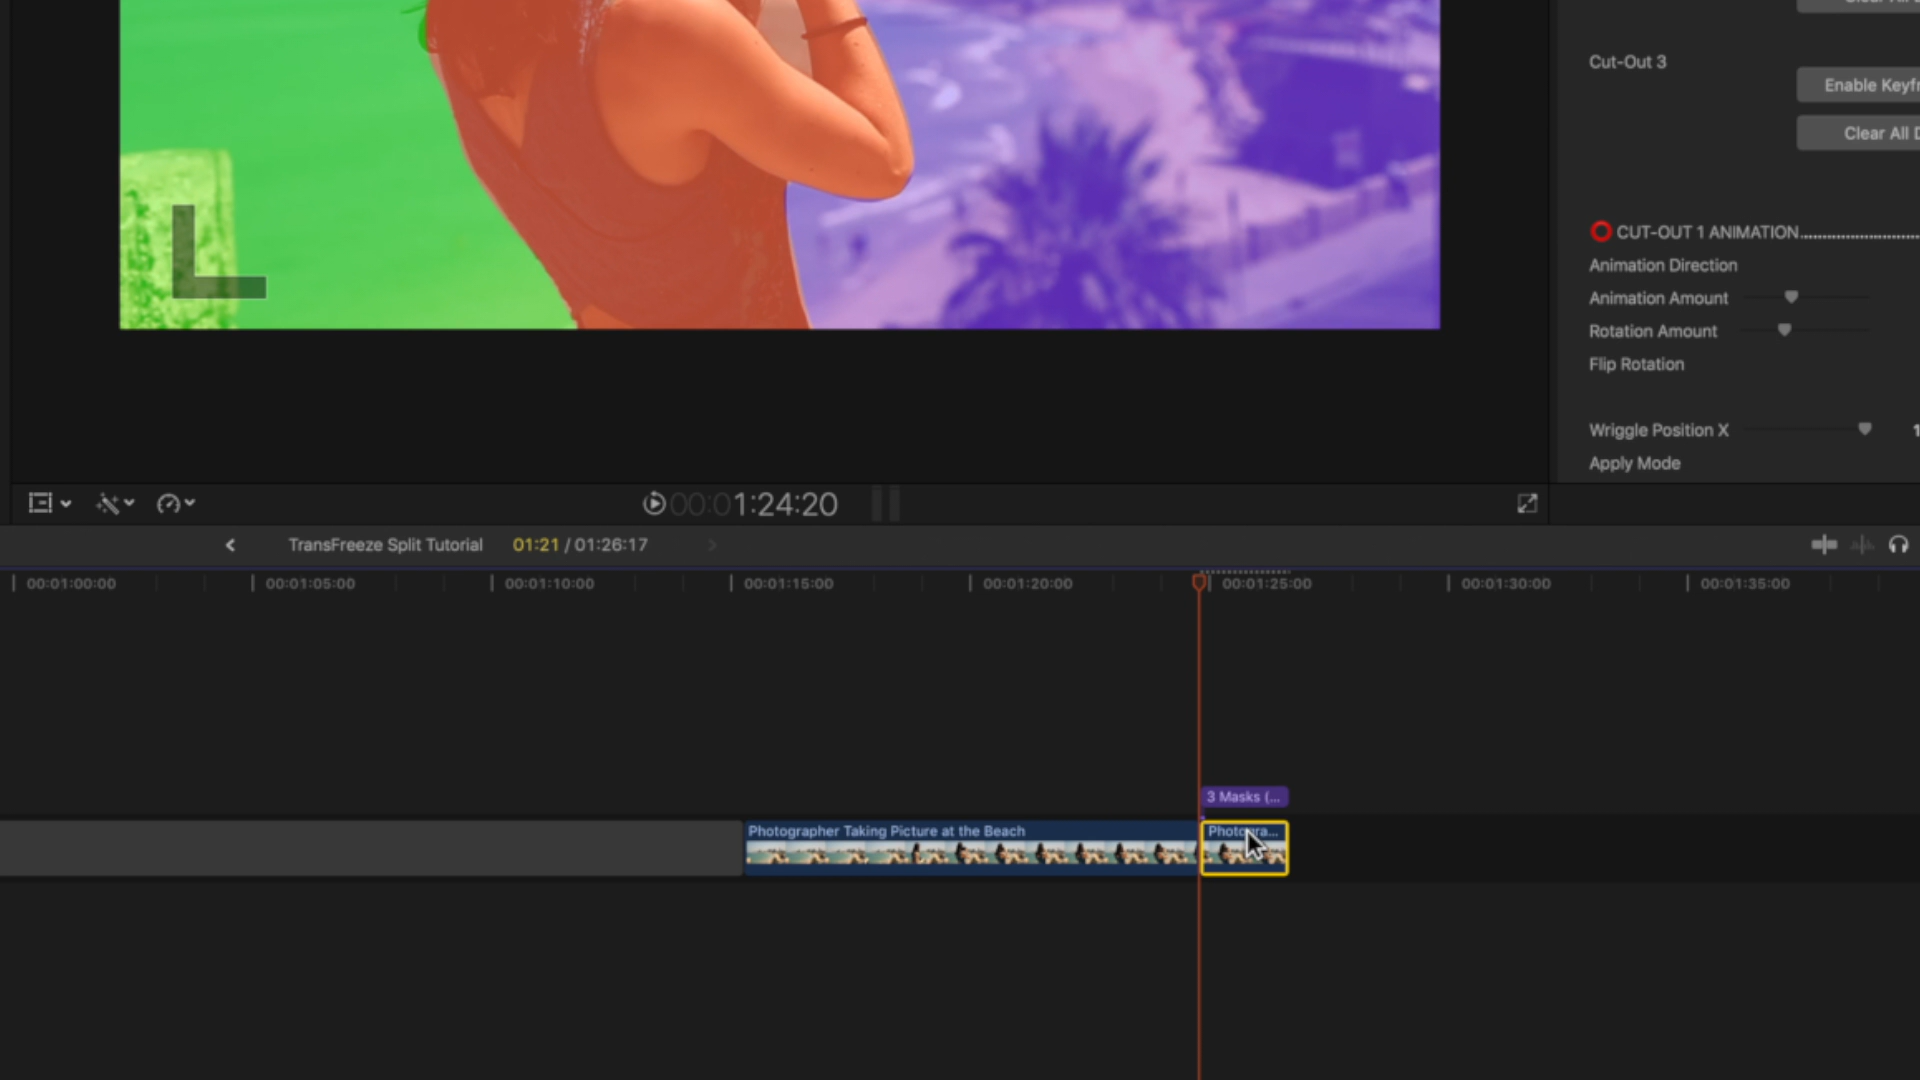 Cut-Out 3
Enable Keyf
Clear All D
CUT-OUT 1 ANIMATION
Animation Direction
Animation Amount
Rotation Amount
Flip Rotation
Wriggle Position X
1
Apply Mode
00:01:24:20
TransFreeze Split Tutorial 01:21 / 01:26:17
00:01:00:00 00:01:05:00 00:01:10:00 00:01:15:00 00:01:20:00 00:01:25:00 00:01:30:00 00:01:35:00
3 Masks (...
Photographer Taking Picture at the Beach
Photogra...